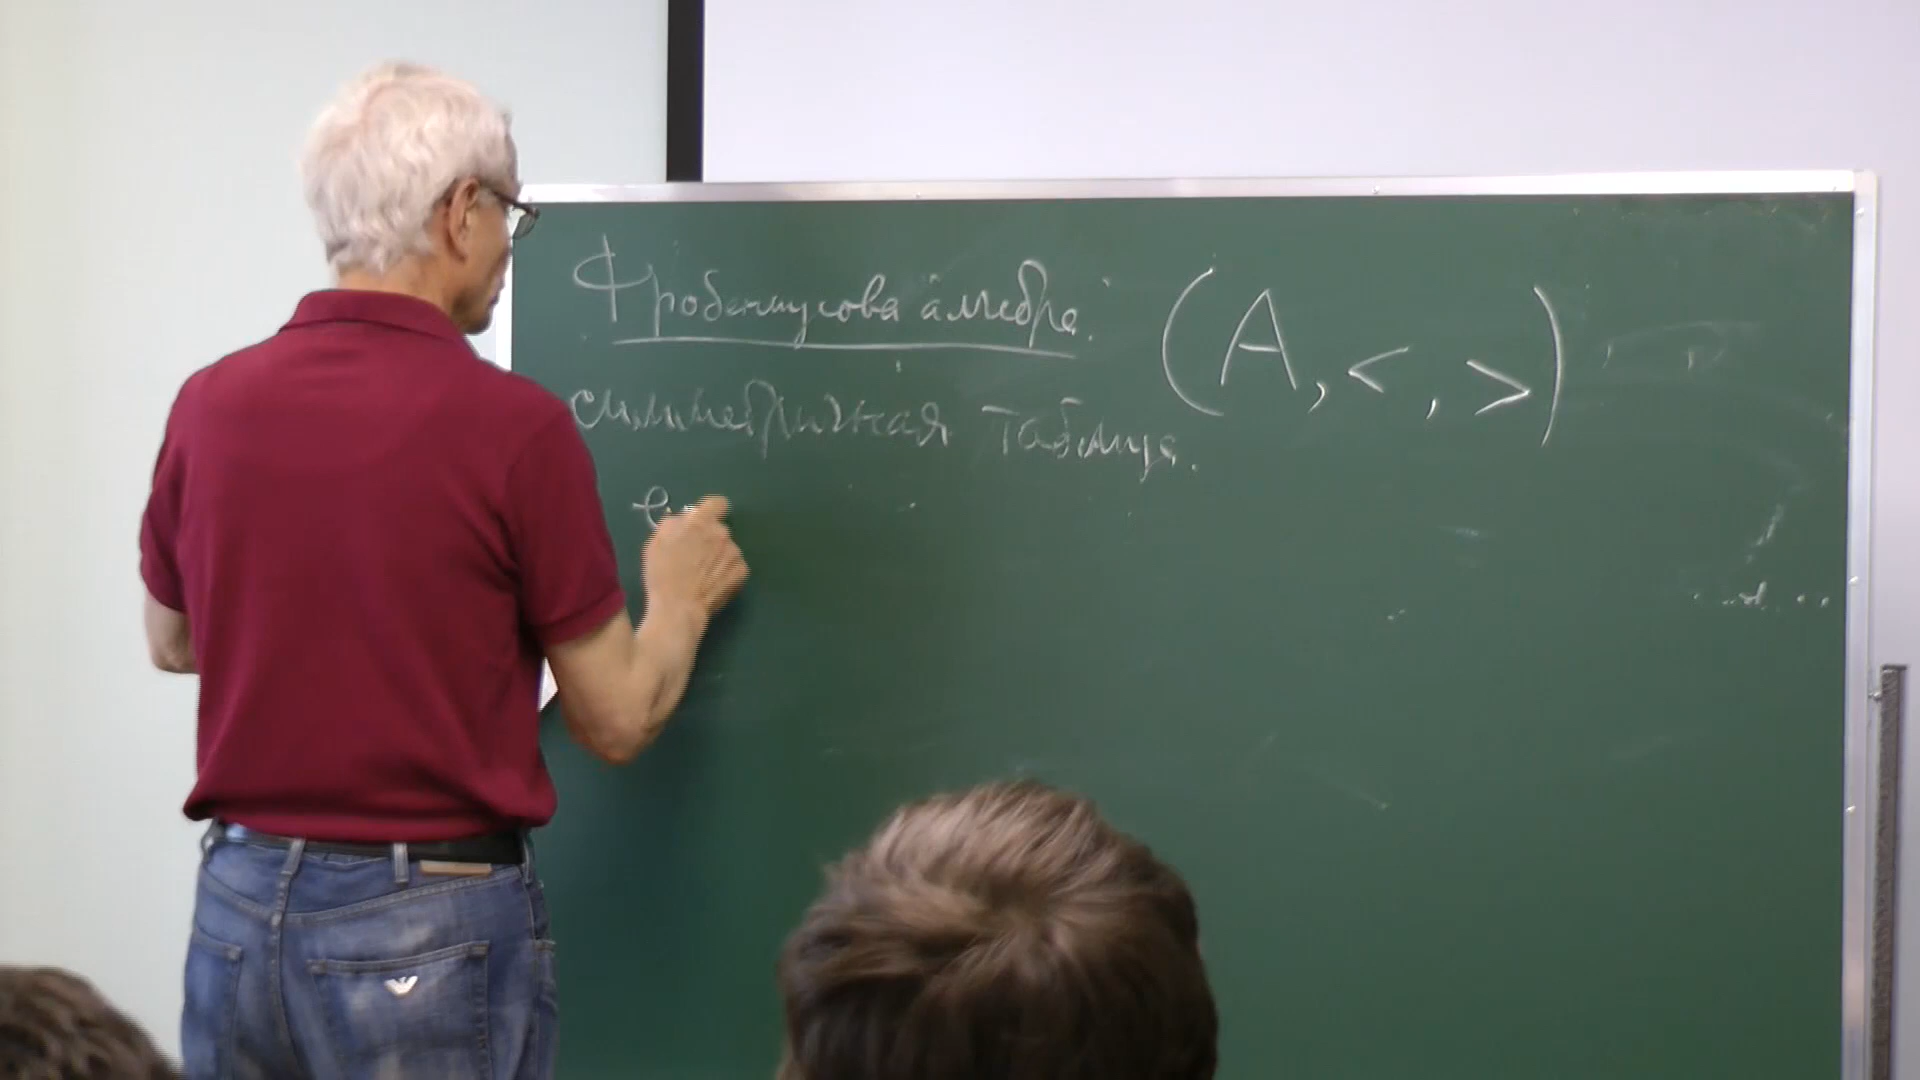 Фробениусова алгебра. (A, < , >)
симметричная таблица.
e